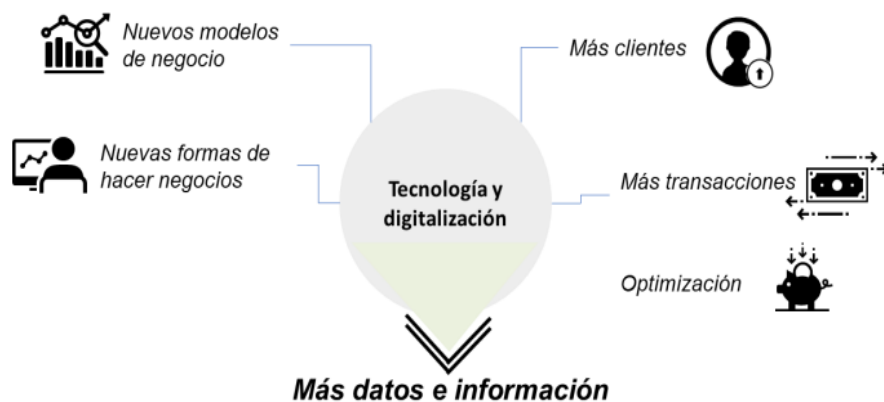 Nuevos modelos
de negocio
Más clientes
Nuevas formas de
hacer negocios
Tecnología y
digitalización
Más transacciones
Optimización
Más datos e información